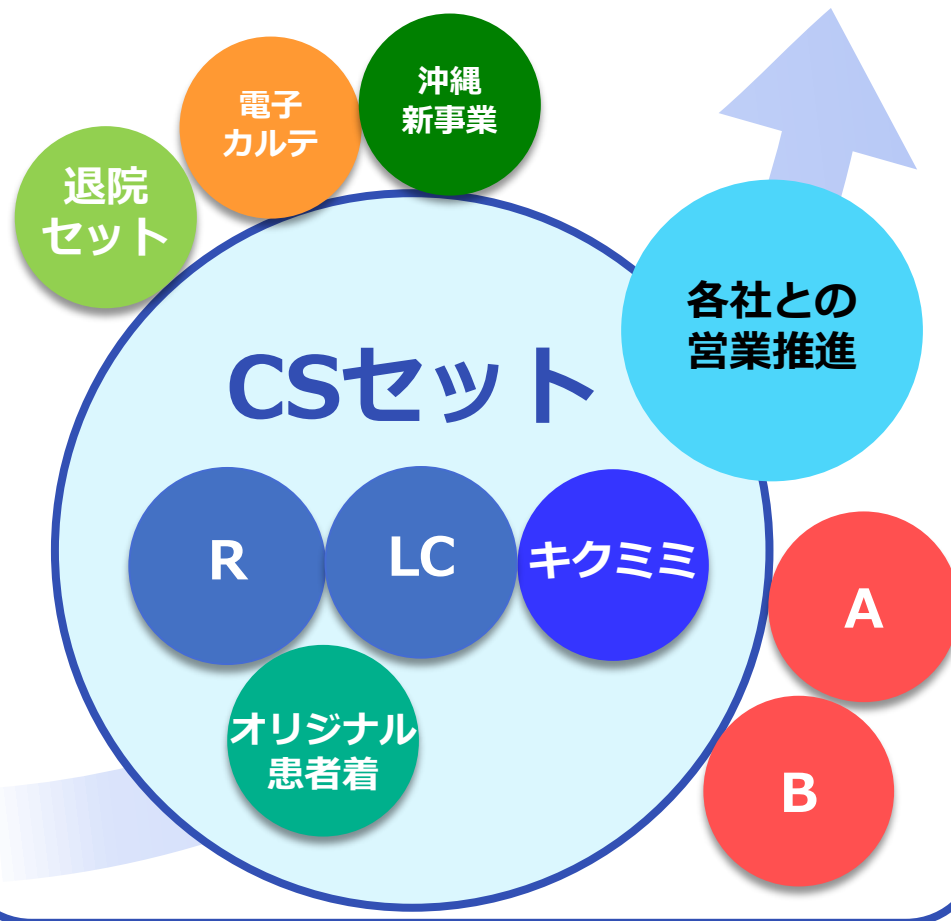 沖縄
新事業
電子
カルテ
退院
セット
各社との
営業推進
CSセット
R
LC
キクミミ
A
オリジナル
患者着
B